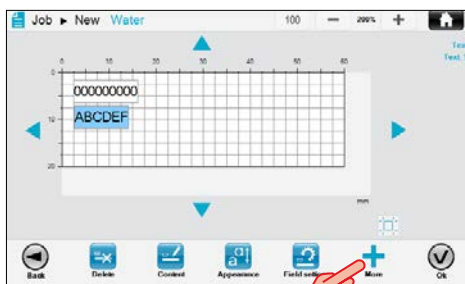 Job ▸ New Water 100 — 200% +
Text
0 10 20 30 40 50 60
0
000000000
10
ABCDEF
20
mm
Back Delete Content Appearance More Ok